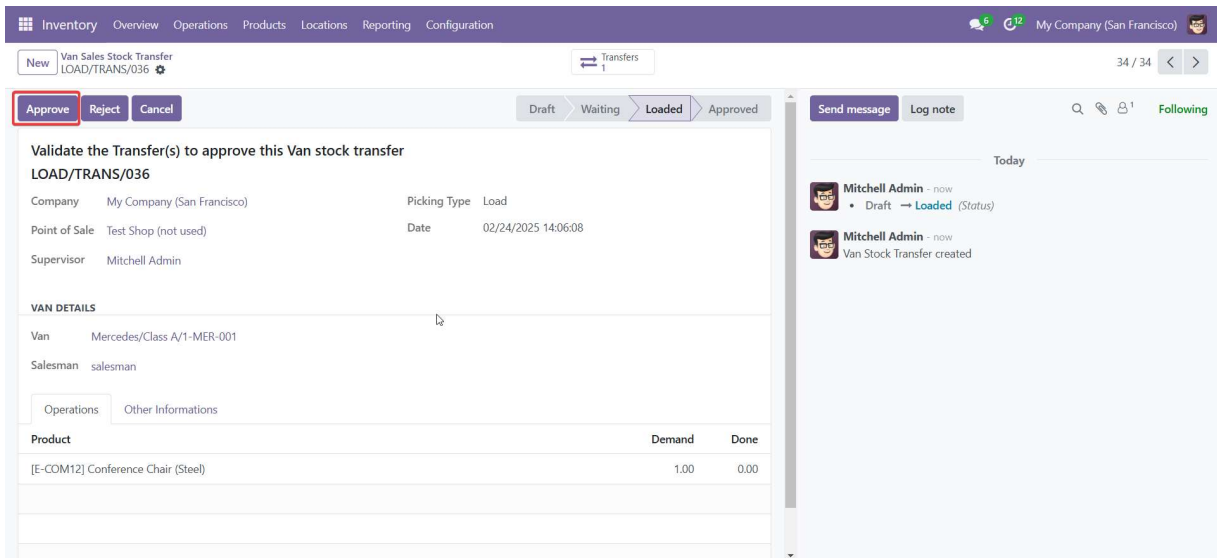 Inventory Overview Operations Products Locations Reporting Configuration 6 12 My Company (San Francisco)
New Van Sales Stock Transfer Transfers 34 / 34
LOAD/TRANS/036 1
Approve Reject Cancel Draft Waiting Loaded Approved Send message Log note 1 Following
Validate the Transfer(s) to approve this Van stock transfer
LOAD/TRANS/036
Company My Company (San Francisco) Picking Type Load
Point of Sale Test Shop (not used) Date 02/24/2025 14:06:08
Supervisor Mitchell Admin
VAN DETAILS
Van Mercedes/Class A/1-MER-001
Salesman salesman
Operations Other Informations
Product Demand Done
[E-COM12] Conference Chair (Steel) 1.00 0.00
Today
Mitchell Admin - now
• Draft → Loaded (Status)
Mitchell Admin - now
Van Stock Transfer created